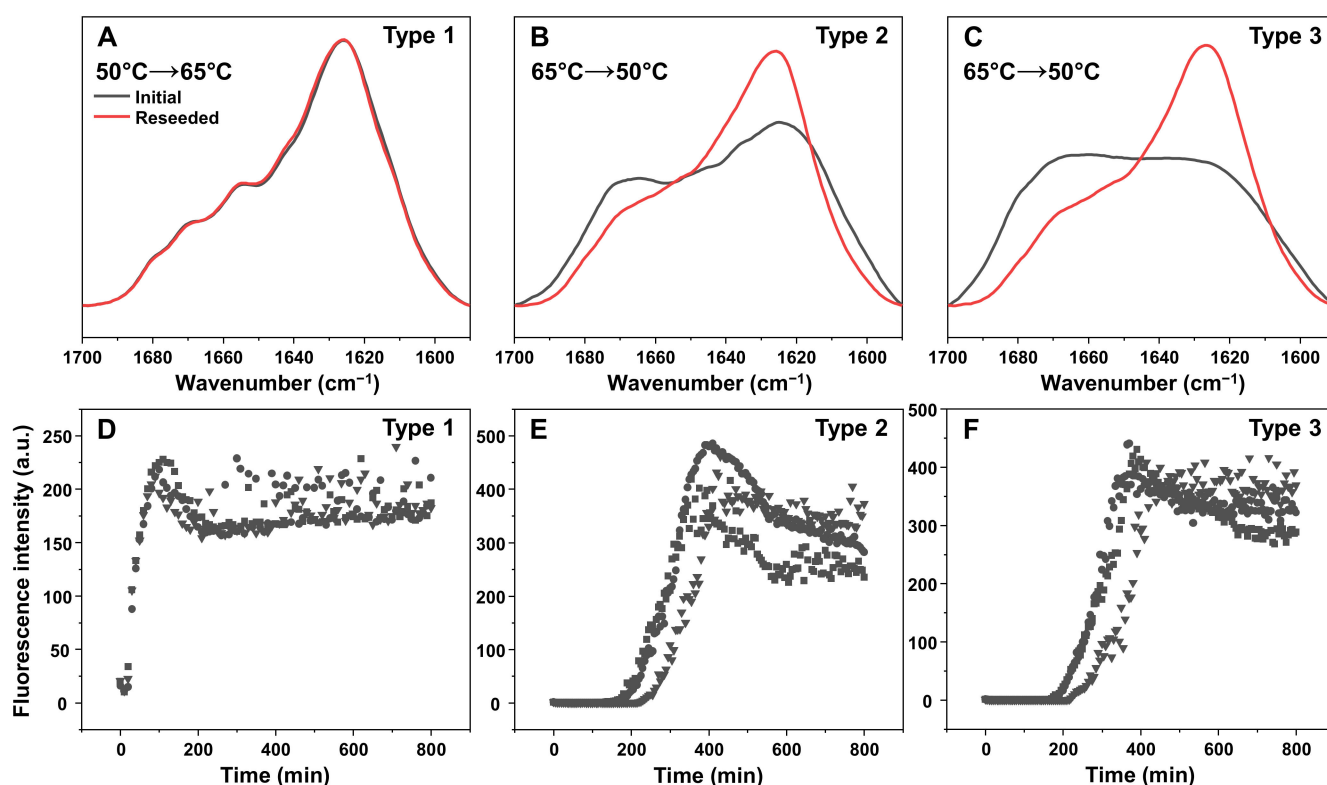 A Type 1
50°C→65°C
Initial
Reseeded
1700 1680 1660 1640 1620 1600
Wavenumber (cm⁻¹)
B Type 2
65°C→50°C
1700 1680 1660 1640 1620 1600
Wavenumber (cm⁻¹)
C Type 3
65°C→50°C
1700 1680 1660 1640 1620 1600
Wavenumber (cm⁻¹)
Fluorescence intensity (a.u.)
D Type 1
250
200
175
150
125
100
75
50
25
0
0 200 400 600 800
Time (min)
E Type 2
500
400
300
200
100
0
0 200 400 600 800
Time (min)
F Type 3
500
400
300
200
100
0
0 200 400 600 800
Time (min)